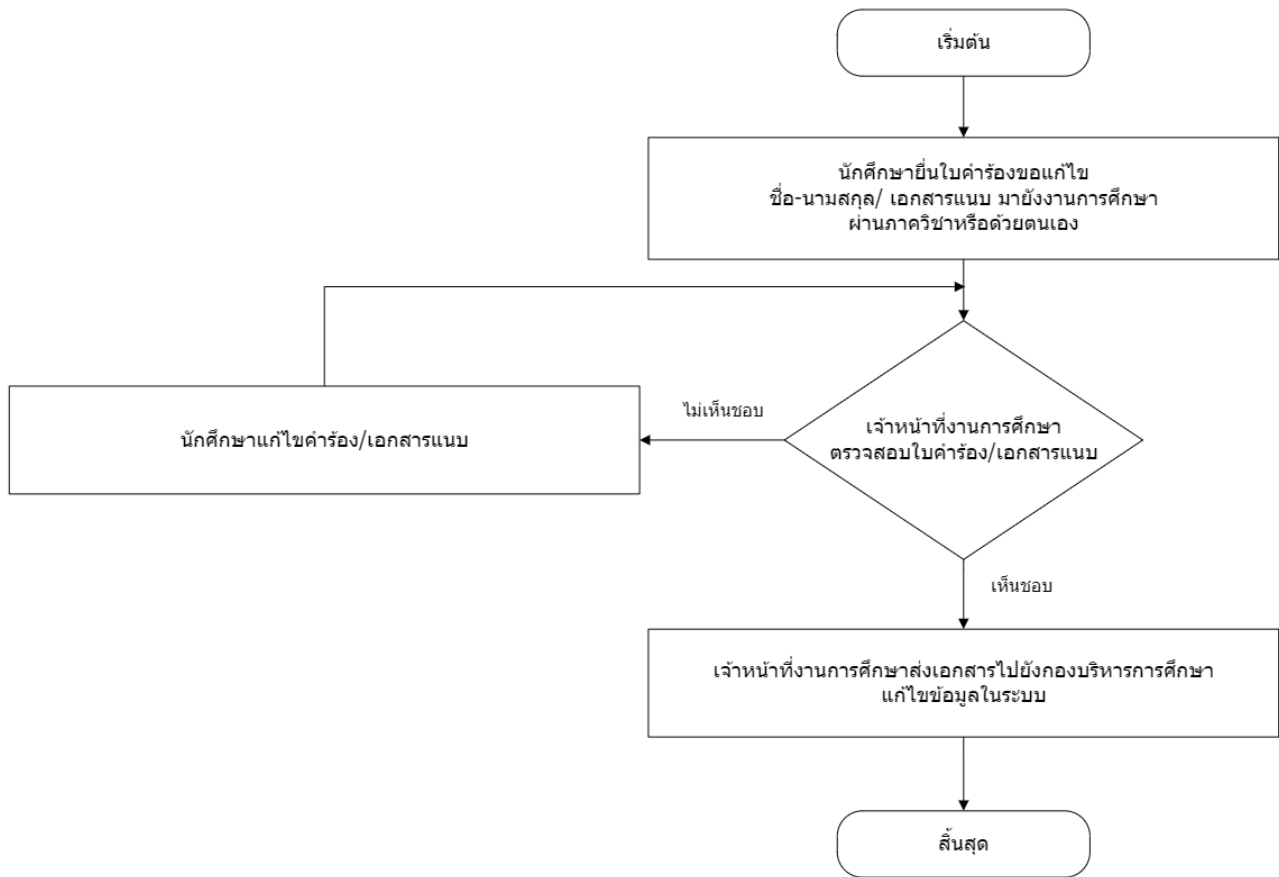 เริ่มต้น
นักศึกษายื่นใบคำร้องขอแก้ไข
ชื่อ-นามสกุล/ เอกสารแนบ มายังงานการศึกษา
ผ่านภาควิชาหรือด้วยตนเอง
ไม่เห็นชอบ
นักศึกษาแก้ไขคำร้อง/เอกสารแนบ
เจ้าหน้าที่งานการศึกษา
ตรวจสอบใบคำร้อง/เอกสารแนบ
เห็นชอบ
เจ้าหน้าที่งานการศึกษาส่งเอกสารไปยังกองบริหารการศึกษา
แก้ไขข้อมูลในระบบ
สิ้นสุด